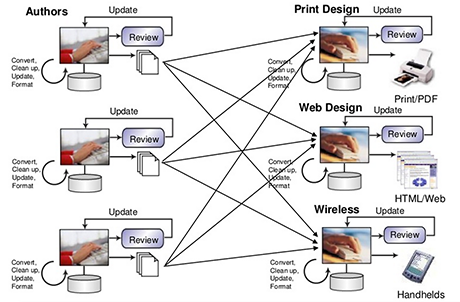 Authors
Update
Review
Convert,
Clean up,
Update,
Format
Update
Review
Convert,
Clean up,
Update,
Format
Update
Review
Convert,
Clean up,
Update,
Format
Print Design
Update
Review
Convert,
Clean up,
Update,
Format
Print/PDF
Web Design
Update
Review
Convert,
Clean up,
Update,
Format
HTML/Web
Wireless
Update
Review
Convert,
Clean up,
Update,
Format
Handhelds